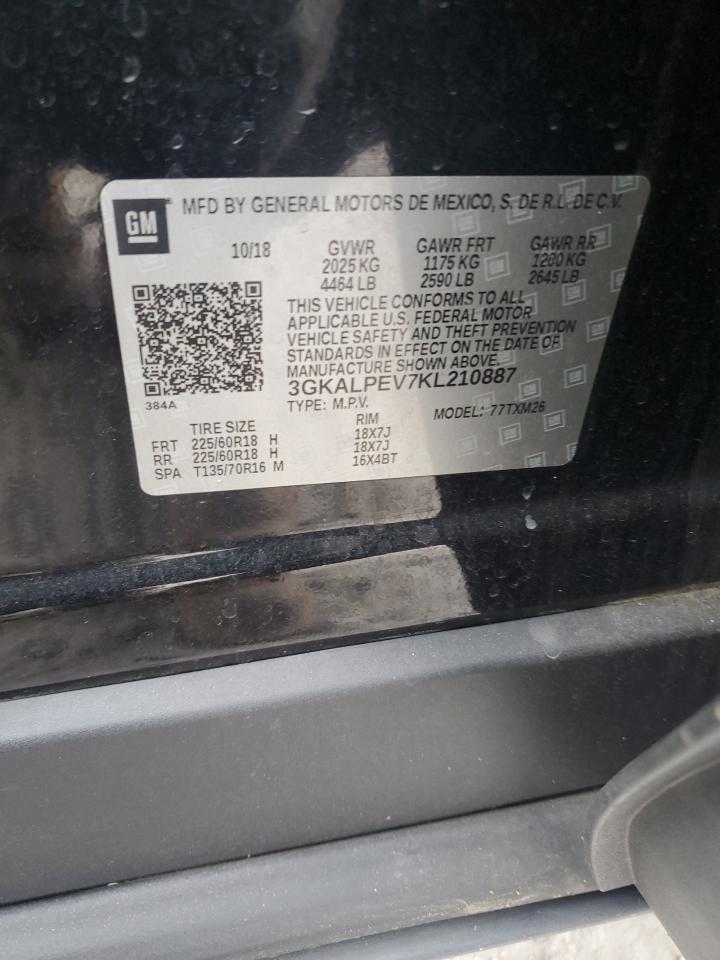 GM MFD BY GENERAL MOTORS DE MEXICO, S. DE R.L. DE C.V.
10/18 GVWR GAWR FRT GAWR RR
2025 KG 1175 KG 1200 KG
4464 LB 2590 LB 2645 LB
THIS VEHICLE CONFORMS TO ALL
APPLICABLE U.S. FEDERAL MOTOR
VEHICLE SAFETY AND THEFT PREVENTION
STANDARDS IN EFFECT ON THE DATE OF
MANUFACTURE SHOWN ABOVE.
3GKALPEV7KL210887
384A
TYPE: M.P.V. MODEL: 77TXM26
TIRE SIZE RIM
FRT 225/60R18 H 18X7J
RR 225/60R18 H 18X7J
SPA T135/70R16 M 16X4BT